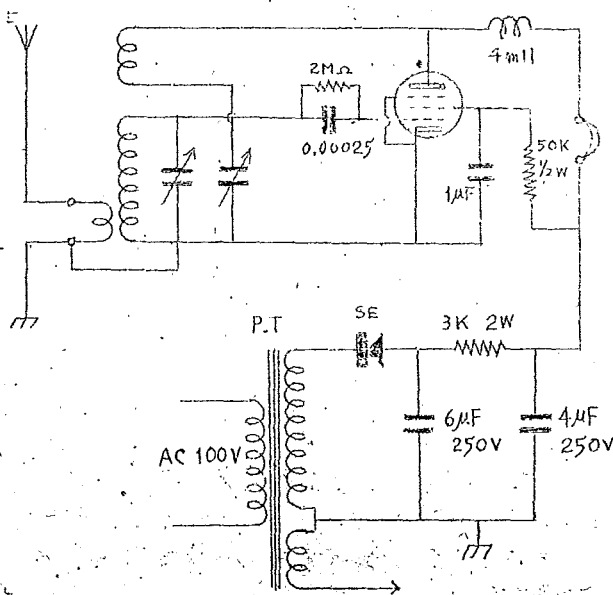 E
4mH
2MΩ
0.00025
50K
½W
1μF
SE
P.T
3K 2W
6μF
250V
4μF
250V
AC 100V